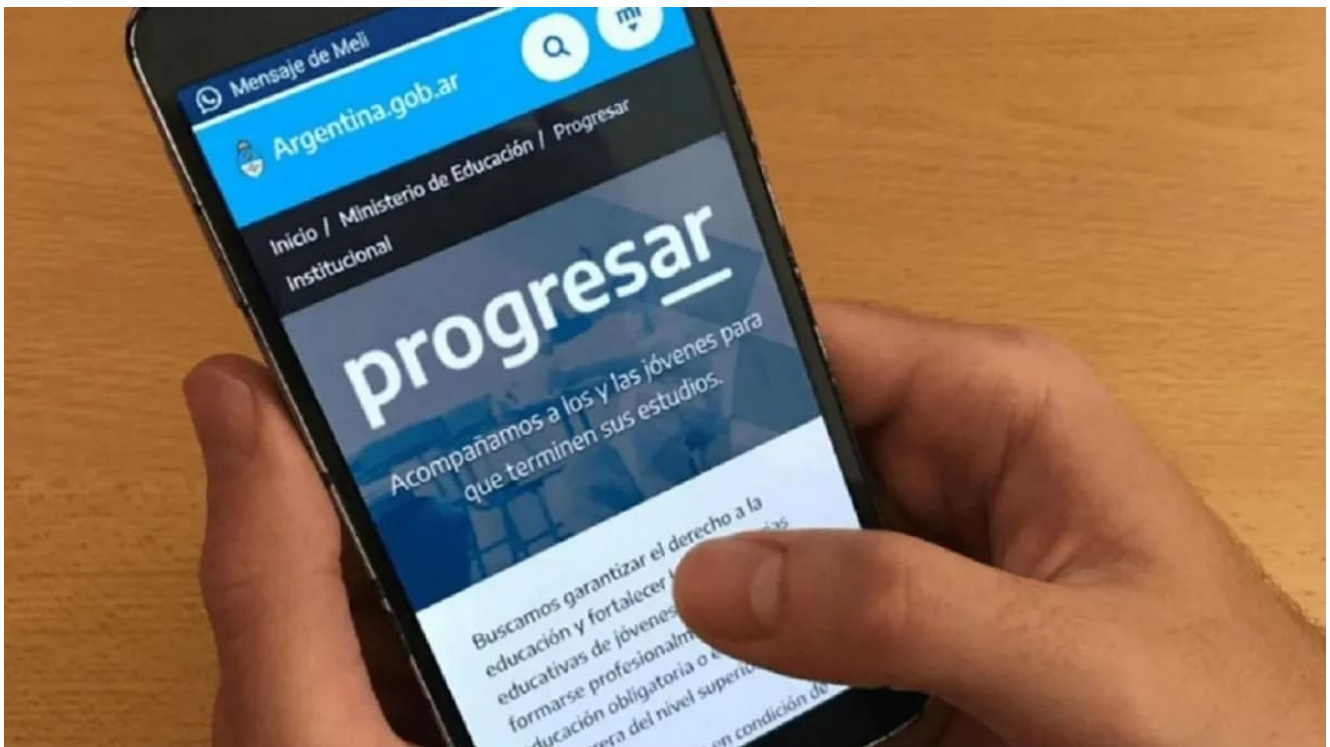 Mensaje de Meli
Argentina.gob.ar
mi
Inicio / Ministerio de Educación / Progresar
Institucional
progresar
Acompañamos a los y las jóvenes para
que terminen sus estudios.
Buscamos garantizar el derecho a la
educación y fortalecer
educativas de jóvenes
formarse
educación obligatoria o
del nivel
en condición de